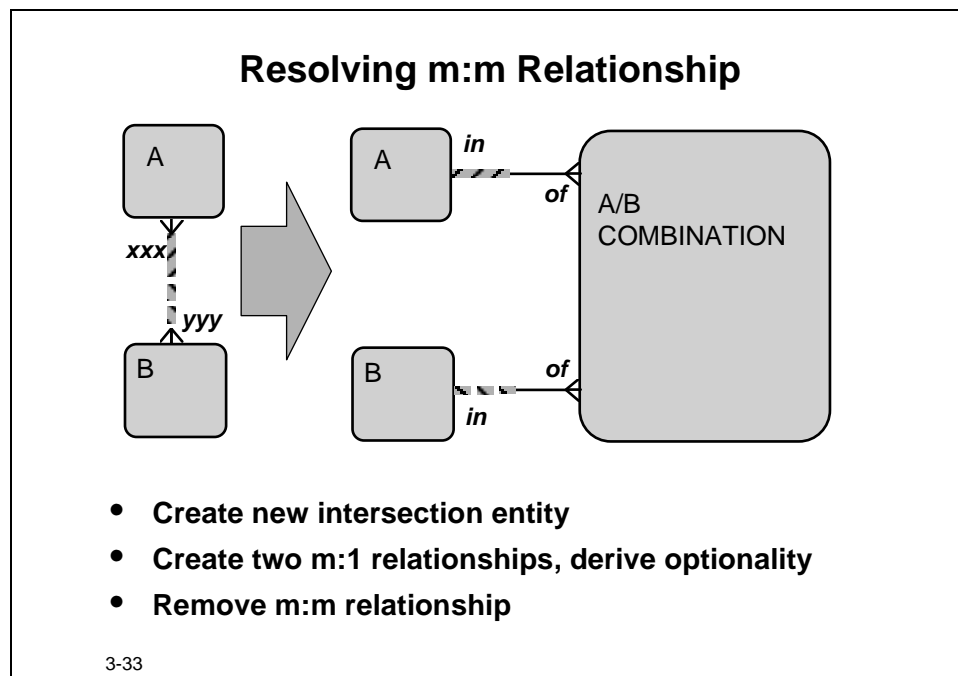 Resolving m:m Relationship
A
xxx
yyy
B
A
in
of
B
in
of
A/B
COMBINATION
• Create new intersection entity
• Create two m:1 relationships, derive optionality
• Remove m:m relationship
3-33